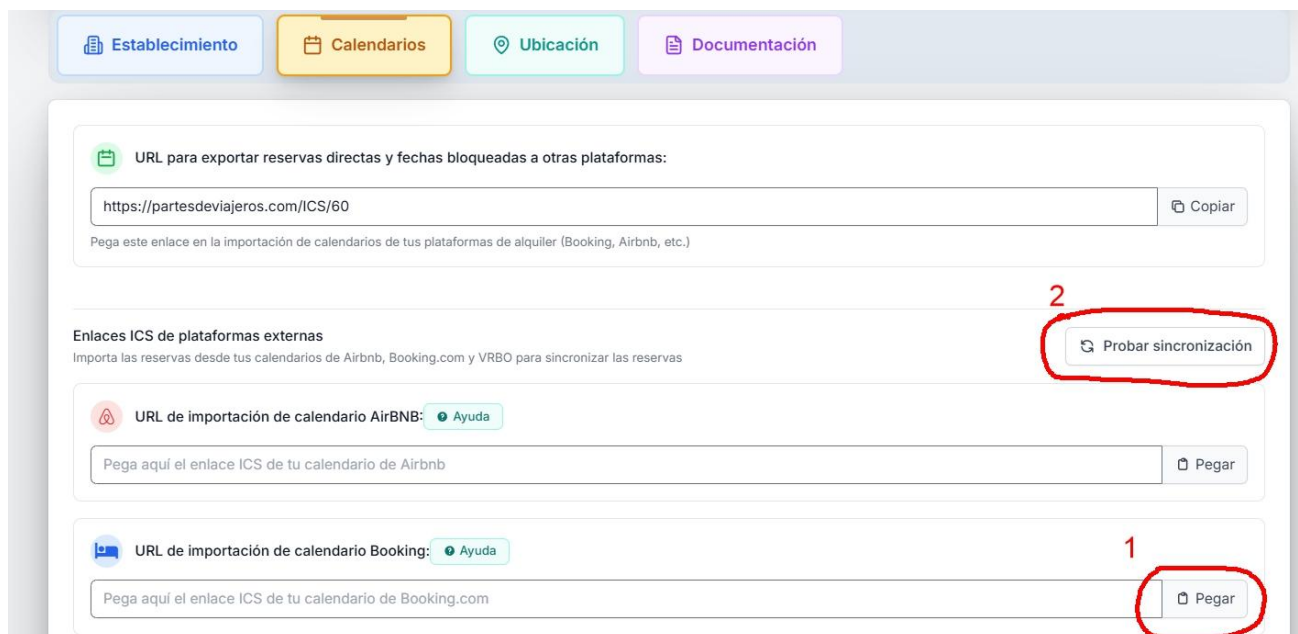 Establecimiento
Calendarios
Ubicación
Documentación
URL para exportar reservas directas y fechas bloqueadas a otras plataformas:
https://partesdeviajeros.com/ICS/60
Copiar
Pega este enlace en la importación de calendarios de tus plataformas de alquiler (Booking, Airbnb, etc.)
2
Enlaces ICS de plataformas externas
Probar sincronización
Importa las reservas desde tus calendarios de Airbnb, Booking.com y VRBO para sincronizar las reservas
URL de importación de calendario AirBNB:
Ayuda
Pega aquí el enlace ICS de tu calendario de Airbnb
Pegar
URL de importación de calendario Booking:
Ayuda
1
Pega aquí el enlace ICS de tu calendario de Booking.com
Pegar